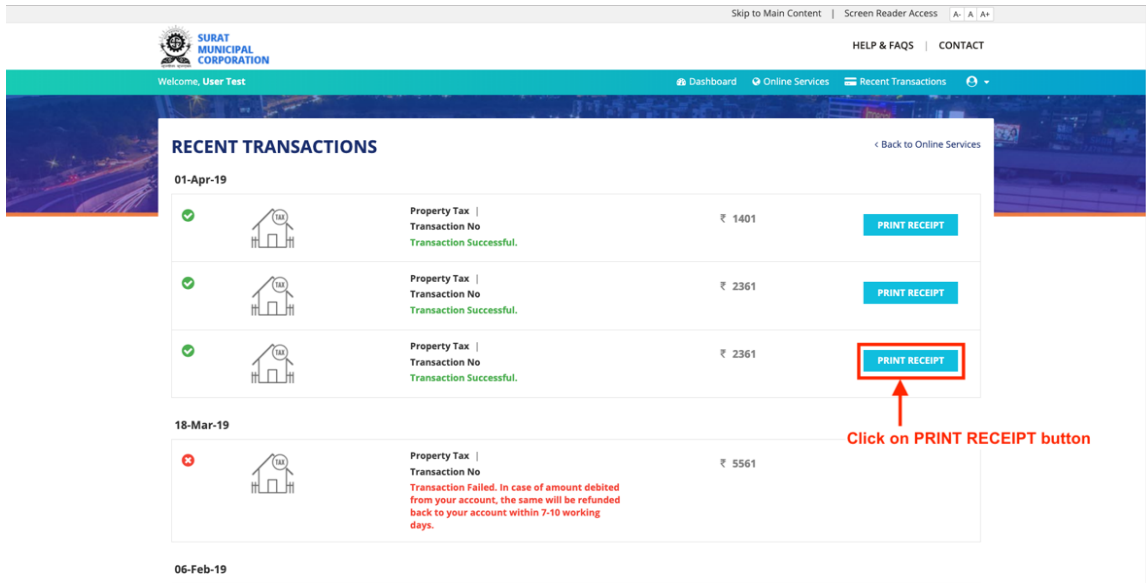 Skip to Main Content | Screen Reader Access A- A A+
SURAT
MUNICIPAL
CORPORATION
HELP & FAQS | CONTACT
Welcome, User Test
Dashboard Online Services Recent Transactions
RECENT TRANSACTIONS
< Back to Online Services
01-Apr-19
TAX
Property Tax |
Transaction No
Transaction Successful.
₹ 1401
PRINT RECEIPT
TAX
Property Tax |
Transaction No
Transaction Successful.
₹ 2361
PRINT RECEIPT
TAX
Property Tax |
Transaction No
Transaction Successful.
₹ 2361
PRINT RECEIPT
Click on PRINT RECEIPT button
18-Mar-19
TAX
Property Tax |
Transaction No
Transaction Failed. In case of amount debited
from your account, the same will be refunded
back to your account within 7-10 working
days.
₹ 5561
06-Feb-19